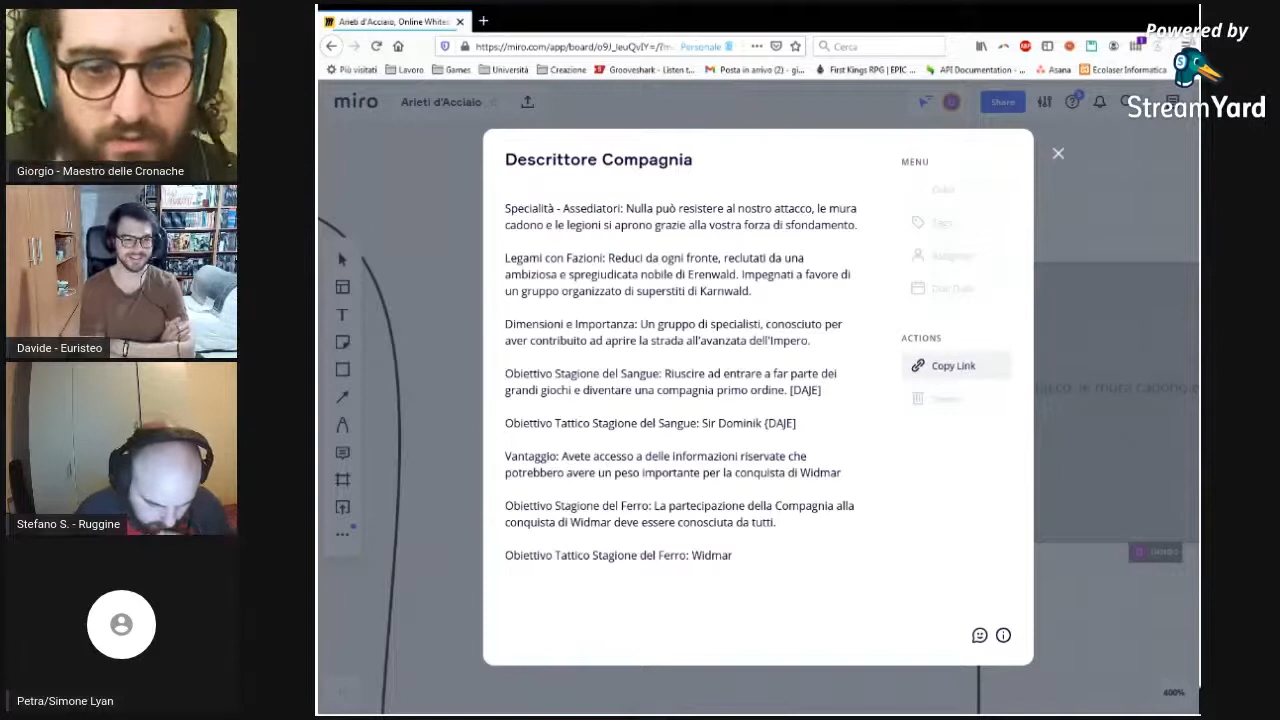 Arieti d'Acciaio, Online White
https://miro.com/app/board/o9J_leuQvIY=/?m
Personale
Cerca
Più visitati
Lavoro
Games
Università
Creazione
Grooveshark - Listen t...
Posta in arrivo (2) - gi...
First Kings RPG | EPIC ...
API Documentation - ...
Asana
Ecolaser Informatica
Powered by
StreamYard
miro
Arieti d'Acciaio
Share
Descrittore Compagnia
Specialità - Assediatori: Nulla può resistere al nostro attacco, le mura
cadono e le legioni si aprono grazie alla vostra forza di sfondamento.
Legami con Fazioni: Reduci da ogni fronte, reclutati da una
ambiziosa e spregiudicata nobile di Erenwald. Impegnati a favore di
un gruppo organizzato di superstiti di Karnwald.
Dimensioni e Importanza: Un gruppo di specialisti, conosciuto per
aver contribuito ad aprire la strada all'avanzata dell'Impero.
Obiettivo Stagione del Sangue: Riuscire ad entrare a far parte dei
grandi giochi e diventare una compagnia primo ordine. [DAJE]
Obiettivo Tattico Stagione del Sangue: Sir Dominik {DAJE]
Vantaggio: Avete accesso a delle informazioni riservate che
potrebbero avere un peso importante per la conquista di Widmar
Obiettivo Stagione del Ferro: La partecipazione della Compagnia alla
conquista di Widmar deve essere conosciuta da tutti.
Obiettivo Tattico Stagione del Ferro: Widmar
MENU
Color
Tags
Due Date
ACTIONS
Copy Link
Giorgio
400%
Giorgio - Maestro delle Cronache
Davide - Euristeo
Stefano S. - Ruggine
Petra/Simone Lyan